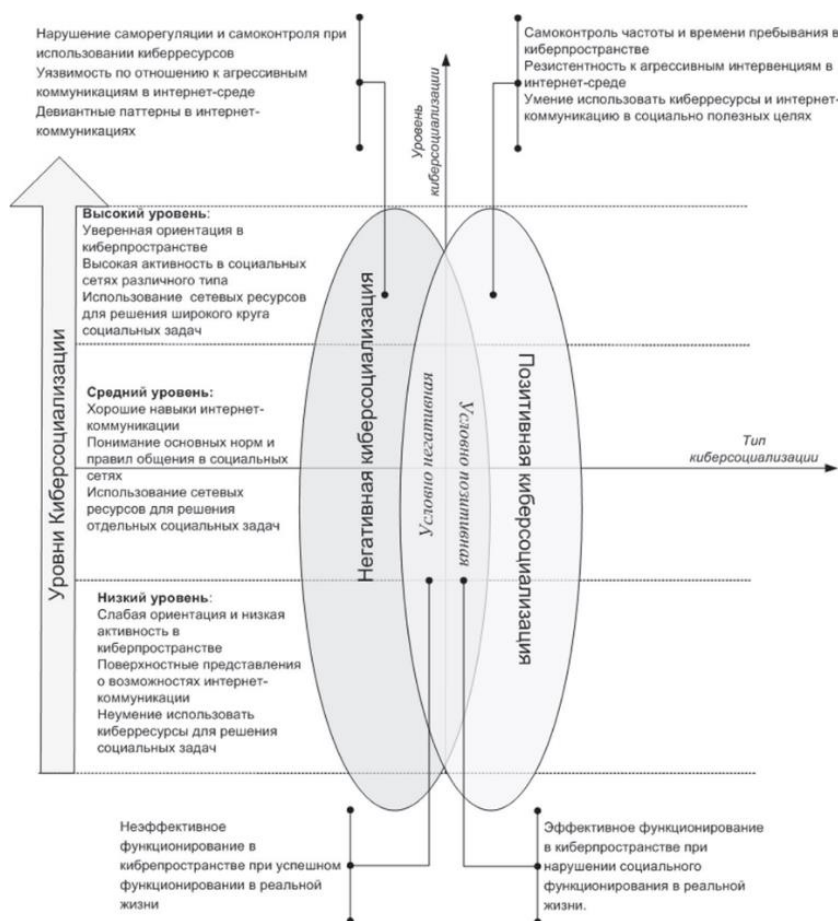 Нарушение саморегуляции и самоконтроля при
использовании киберресурсов
Уязвимость по отношению к агрессивным
коммуникациям в интернет-среде
Девиантные паттерны в интернет-
коммуникациях
Самоконтроль частоты и времени пребывания в
киберпространстве
Резистентность к агрессивным интервенциям в
интернет-среде
Умение использовать киберресурсы и интернет-
коммуникацию в социально полезных целях
Уровень
киберсоциализации
Уровни Киберсоциализации
Высокий уровень:
Уверенная ориентация в
киберпространстве
Высокая активность в социальных
сетях различного типа
Использование сетевых ресурсов
для решения широкого круга
социальных задач
Средний уровень:
Хорошие навыки интернет-
коммуникации
Понимание основных норм и
правил общения в социальных
сетях
Использование сетевых
ресурсов для решения
отдельных социальных задач
Низкий уровень:
Слабая ориентация и низкая
активность в
киберпространстве
Поверхностные представления
о возможностях интернет-
коммуникации
Неумение использовать
киберресурсы для решения
социальных задач
Негативная киберсоциализация
Условно негативная
Условно позитивная
Позитивная киберсоциализация
Тип
киберсоциализации
Неэффективное
функционирование в
кибрепространстве при успешном
функционировании в реальной
жизни
Эффективное функционирование
в киберпространстве при
нарушении социального
функционирования в реальной
жизни.